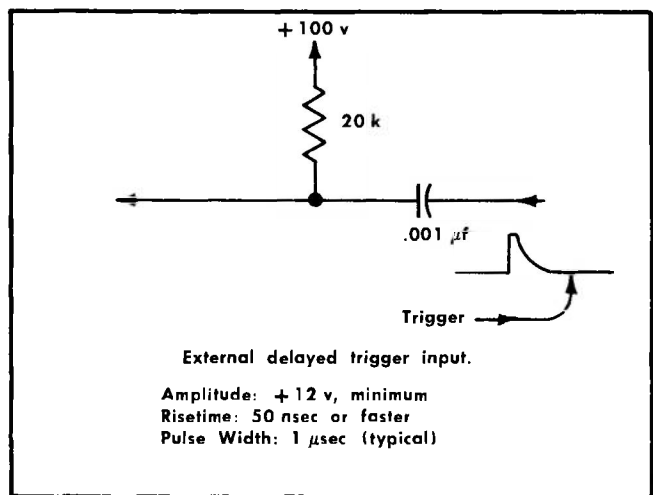 +100 v
20 k
.001 μf
Trigger
External delayed trigger input.
Amplitude: +12 v, minimum
Risetime: 50 nsec or faster
Pulse Width: 1 μsec (typical)